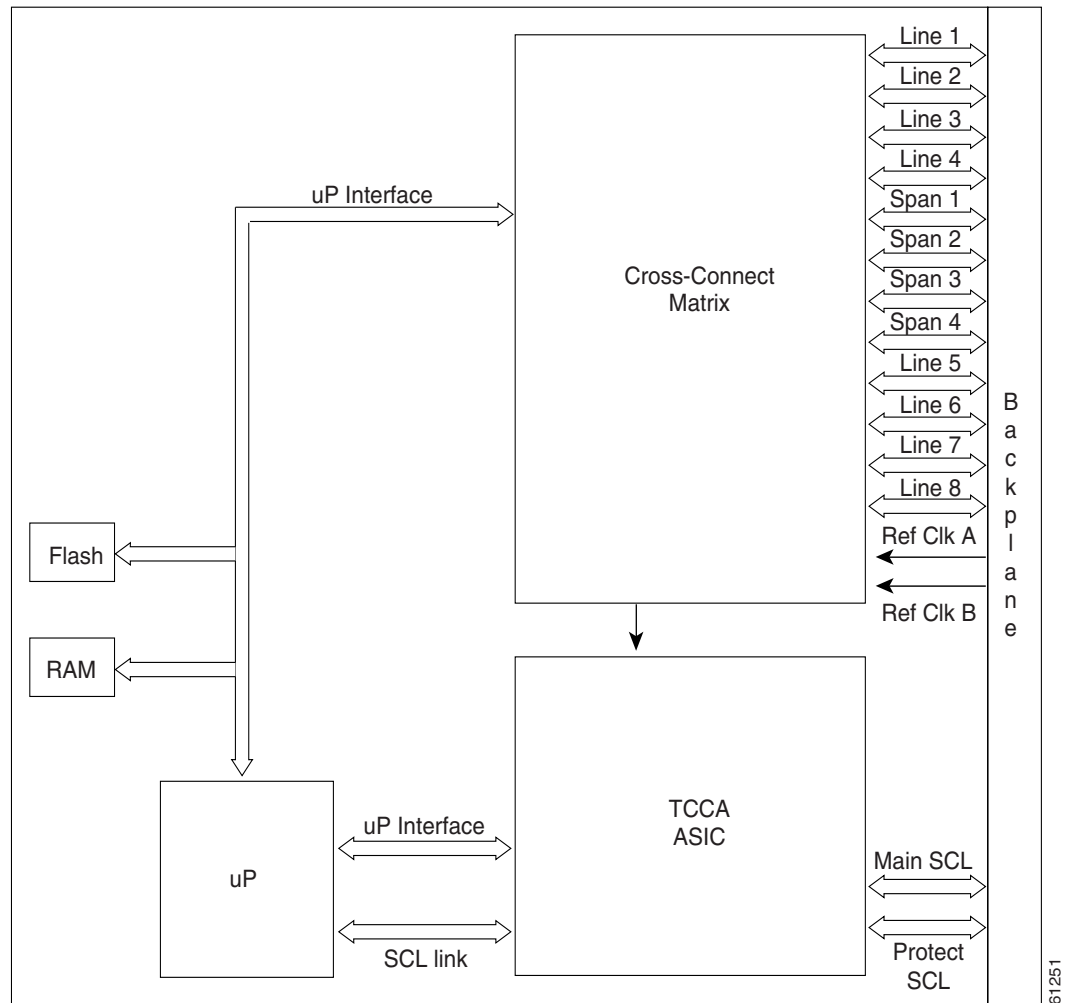 Line 1
Line 2
Line 3
Line 4
uP Interface
Span 1
Span 2
Cross-Connect
Matrix
Span 3
Span 4
Line 5
Line 6
Line 7
Line 8
Backplane
Flash
Ref Clk A
Ref Clk B
RAM
TCCA
ASIC
uP Interface
uP
Main SCL
SCL link
Protect
SCL
61251